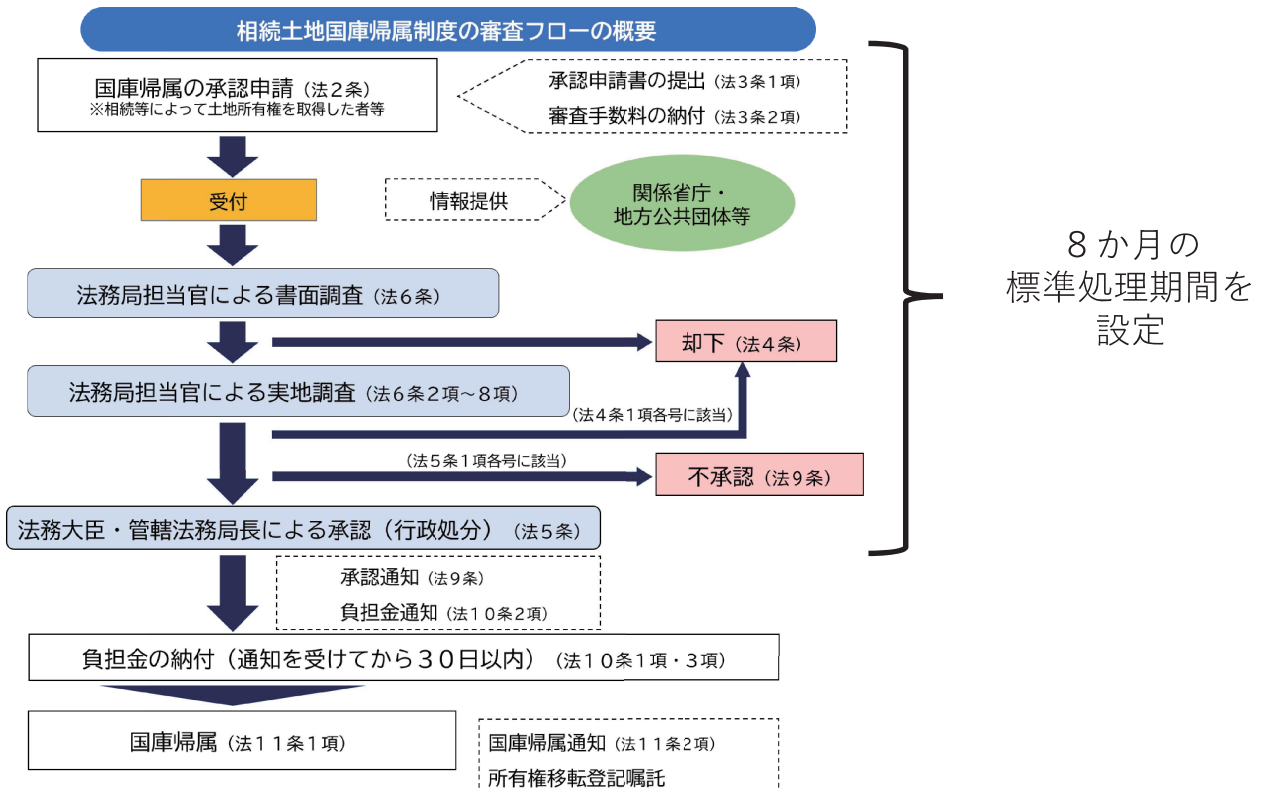 相続土地国庫帰属制度の審査フローの概要
国庫帰属の承認申請（法２条）
※相続等によって土地所有権を取得した者等
承認申請書の提出（法３条１項）
審査手数料の納付（法３条２項）
受付
情報提供
関係省庁・
地方公共団体等
法務局担当官による書面調査（法６条）
却下（法４条）
法務局担当官による実地調査（法６条２項～８項）
（法４条１項各号に該当）
（法５条１項各号に該当）
不承認（法９条）
法務大臣・管轄法務局長による承認（行政処分）（法５条）
承認通知（法９条）
負担金通知（法１０条２項）
負担金の納付（通知を受けてから３０日以内）（法１０条１項・３項）
国庫帰属（法１１条１項）
国庫帰属通知（法１１条２項）
所有権移転登記嘱託
８か月の
標準処理期間を
設定